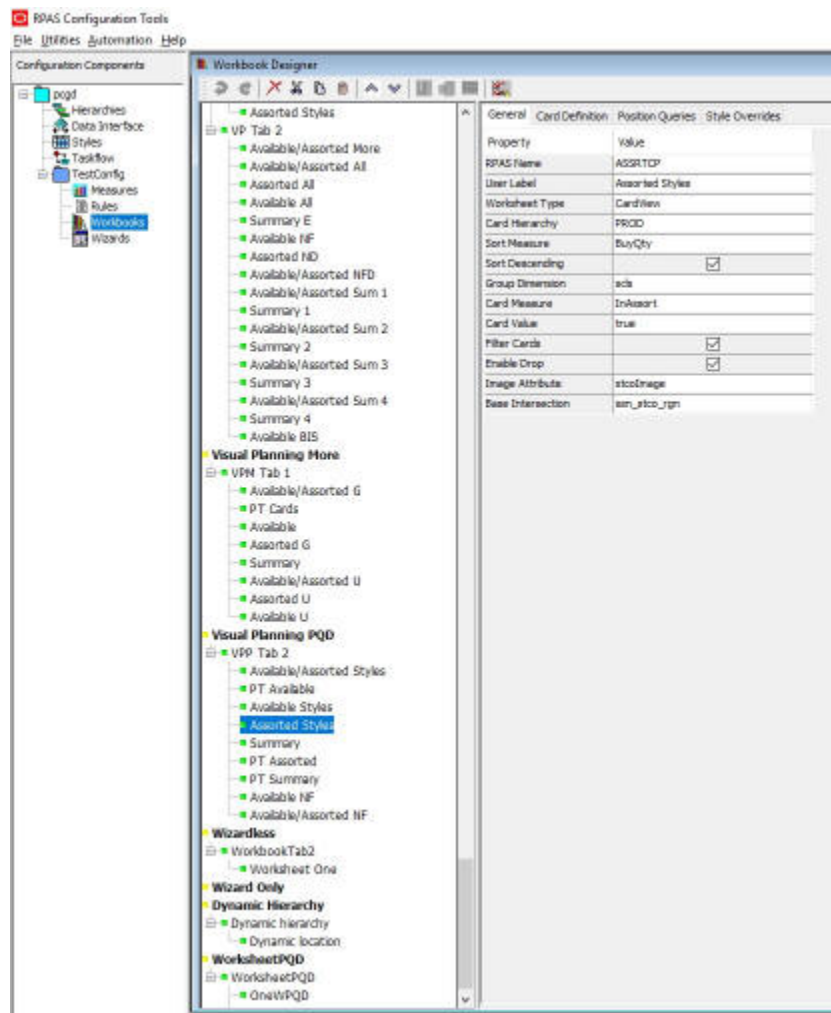 RPAS Configuration Tools
File Utilities Automation Help
Configuration Components
pcgd
Hierarchies
Data Interface
Styles
Taskflow
TestConfig
Measures
Rules
Workbooks
Wizards
Workbook Designer
Assorted Styles
VP Tab 2
Available/Assorted More
Available/Assorted All
Assorted All
Available All
Summary E
Available NF
Assorted ND
Available/Assorted NFD
Available/Assorted Sum 1
Summary 1
Available/Assorted Sum 2
Summary 2
Available/Assorted Sum 3
Summary 3
Available/Assorted Sum 4
Summary 4
Available BIS
Visual Planning More
VPM Tab 1
Available/Assorted G
PT Cards
Available
Assorted G
Summary
Available/Assorted U
Assorted U
Available U
Visual Planning PQD
VPP Tab 2
Available/Assorted Styles
PT Available
Available Styles
Assorted Styles
Summary
PT Assorted
PT Summary
Available NF
Available/Assorted NF
Wizardless
WorkbookTab2
Worksheet One
Wizard Only
Dynamic Hierarchy
Dynamic hierarchy
Dynamic location
WorksheetPQD
WorksheetPQD
OneWPQD
General Card Definition Position Queries Style Overrides
Property Value
RPAS Name ASSRTCP
User Label Assorted Styles
Worksheet Type CardView
Card Hierarchy PROD
Sort Measure BuyQty
Sort Descending
Group Dimension scls
Card Measure InAssort
Card Value true
Filter Cards
Enable Drop
Image Attribute stcoImage
Base Intersection ssn_stco_rgn